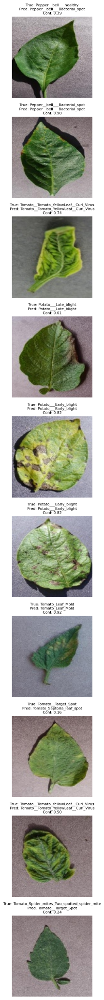 True: Pepper__bell___healthy
Pred: Pepper__bell___Bacterial_spot
Conf: 0.39
True: Pepper__bell___Bacterial_spot
Pred: Pepper__bell___Bacterial_spot
Conf: 0.98
True: Tomato__Tomato_YellowLeaf__Curl_Virus
Pred: Tomato__Tomato_YellowLeaf__Curl_Virus
Conf: 0.74
True: Potato___Late_blight
Pred: Potato___Late_blight
Conf: 0.61
True: Potato___Early_blight
Pred: Potato___Early_blight
Conf: 0.82
True: Potato___Early_blight
Pred: Potato___Early_blight
Conf: 0.82
True: Tomato_Leaf_Mold
Pred: Tomato_Leaf_Mold
Conf: 0.92
True: Tomato__Target_Spot
Pred: Tomato_Septoria_leaf_spot
Conf: 0.16
True: Tomato__Tomato_YellowLeaf__Curl_Virus
Pred: Tomato__Tomato_YellowLeaf__Curl_Virus
Conf: 0.50
True: Tomato_Spider_mites_Two_spotted_spider_mite
Pred: Tomato__Target_Spot
Conf: 0.24